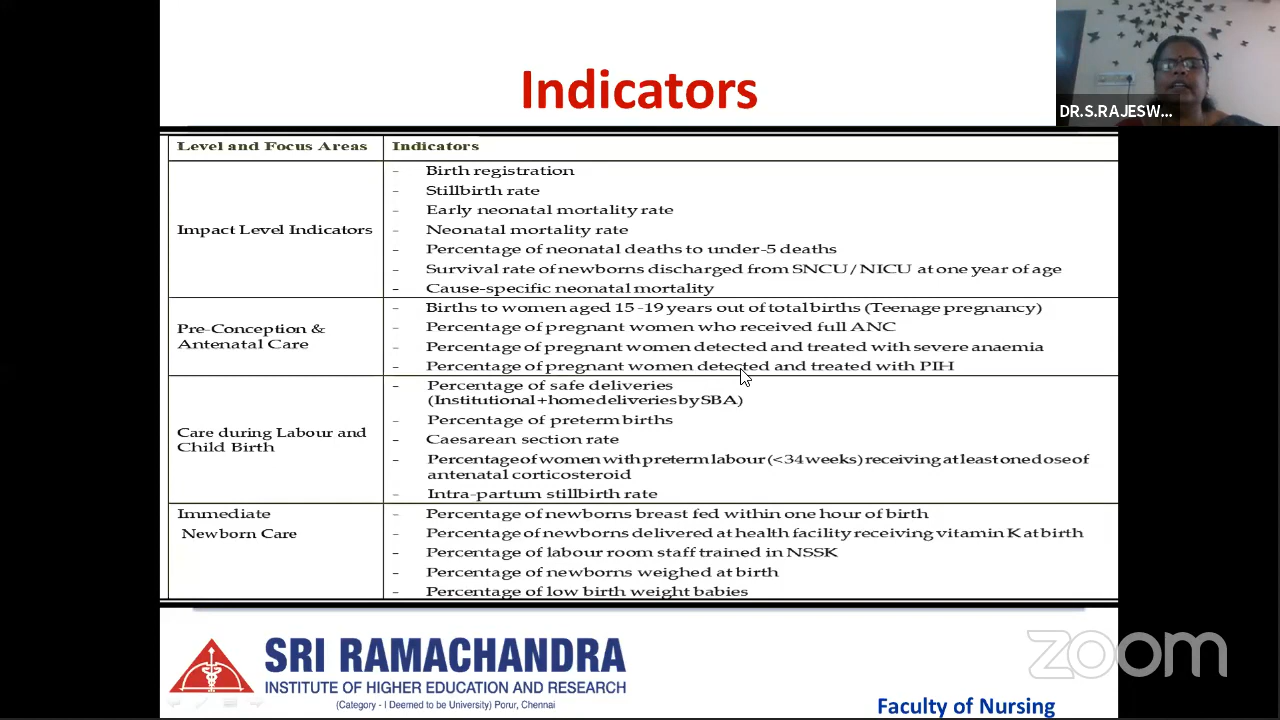 Indicators
DR.S.RAJESW...
Level and Focus Areas
Indicators
Impact Level Indicators
- Birth registration
- Stillbirth rate
- Early neonatal mortality rate
- Neonatal mortality rate
- Percentage of neonatal deaths to under-5 deaths
- Survival rate of newborns discharged from SNCU / NICU at one year of age
- Cause-specific neonatal mortality
Pre-Conception &
Antenatal Care
- Births to women aged 15 -19 years out of total births (Teenage pregnancy)
- Percentage of pregnant women who received full ANC
- Percentage of pregnant women detected and treated with severe anaemia
- Percentage of pregnant women detected and treated with PIH
Care during Labour and
Child Birth
- Percentage of safe deliveries
(Institutional+home deliveries by SBA)
- Percentage of preterm births
- Caesarean section rate
- Percentage of women with preterm labour (<34 weeks) receiving at least one dose of
antenatal corticosteroid
- Intra-partum stillbirth rate
Immediate
Newborn Care
- Percentage of newborns breast fed within one hour of birth
- Percentage of newborns delivered at health facility receiving vitamin K at birth
- Percentage of labour room staff trained in NSSK
- Percentage of newborns weighed at birth
- Percentage of low birth weight babies
SRI RAMACHANDRA
INSTITUTE OF HIGHER EDUCATION AND RESEARCH
(Category - I Deemed to be University) Porur, Chennai
zoom
Faculty of Nursing